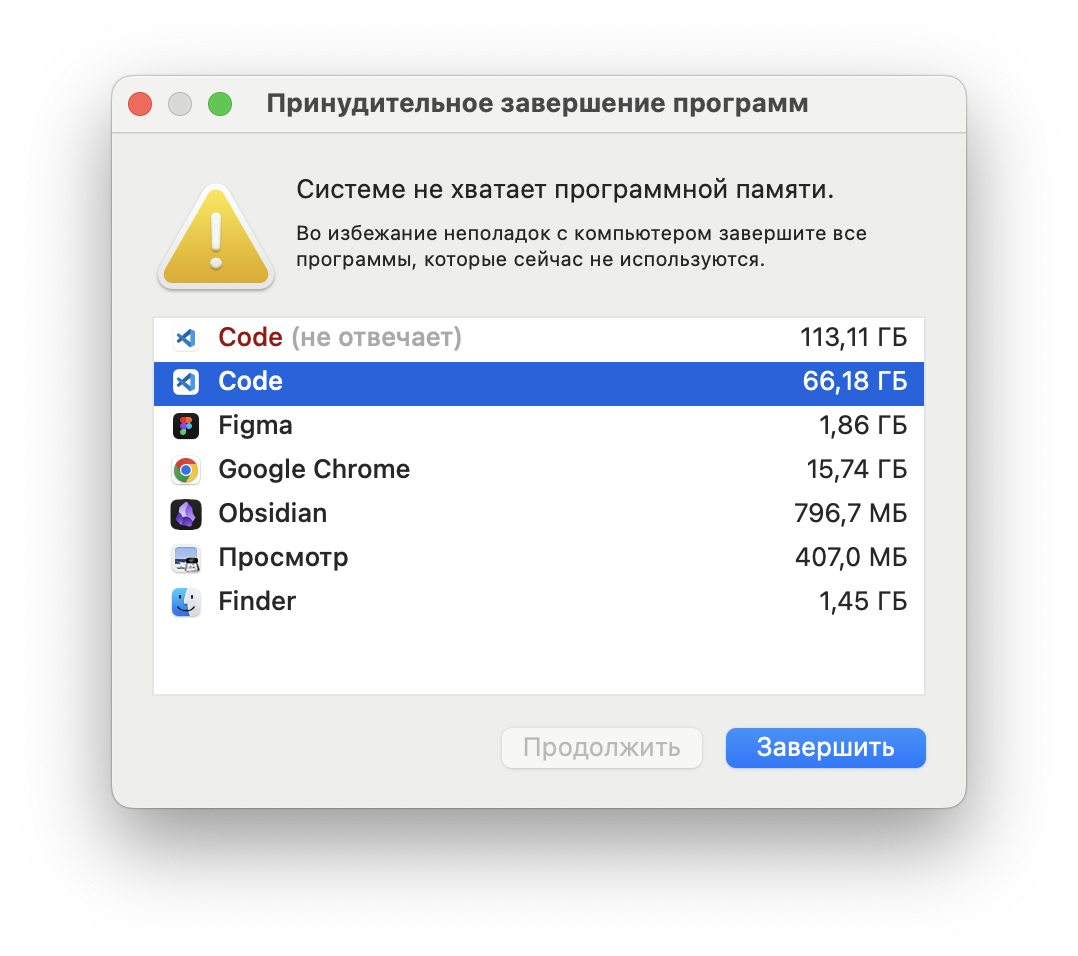 Принудительное завершение программ
Системе не хватает программной памяти.
Во избежание неполадок с компьютером завершите все
программы, которые сейчас не используются.
Code (не отвечает) 113,11 ГБ
Code 66,18 ГБ
Figma 1,86 ГБ
Google Chrome 15,74 ГБ
Obsidian 796,7 МБ
Просмотр 407,0 МБ
Finder 1,45 ГБ
Продолжить Завершить